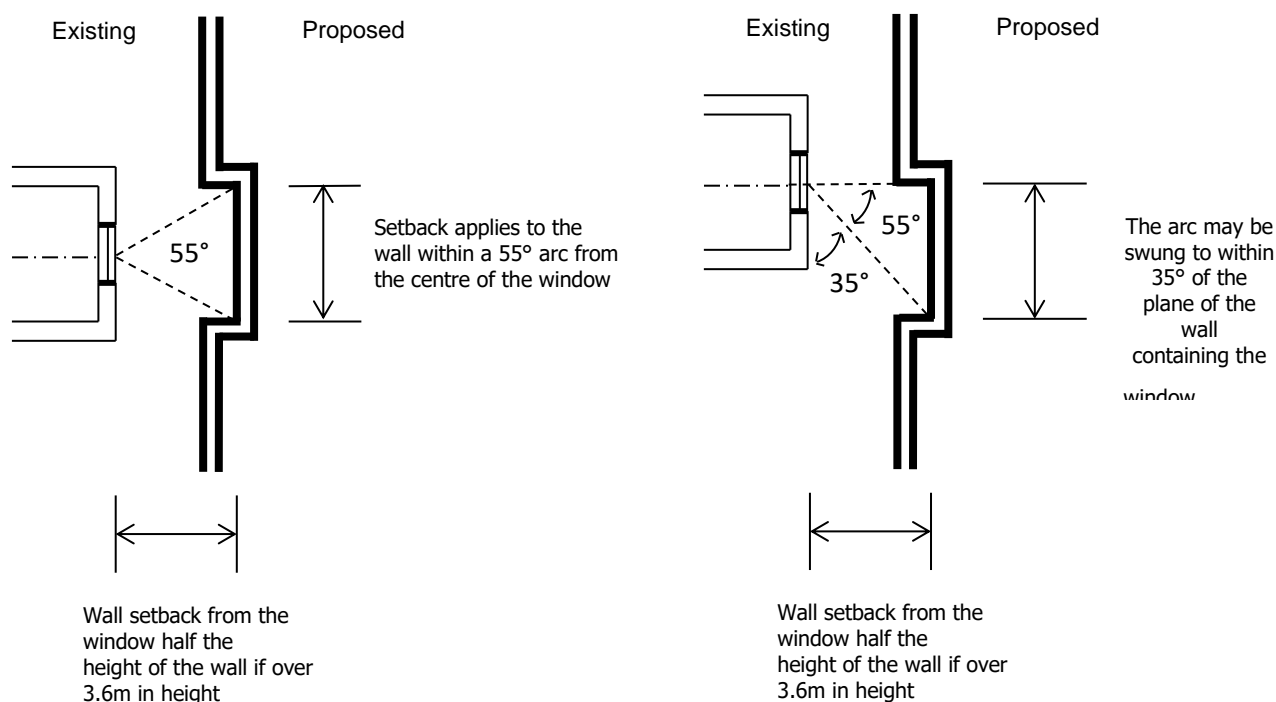 Existing
Proposed
55°
Setback applies to the
wall within a 55° arc from
the centre of the window
Wall setback from the
window half the
height of the wall if over
3.6m in height
Existing
Proposed
55°
35°
The arc may be
swung to within
35° of the
plane of the
wall
containing the
window
Wall setback from the
window half the
height of the wall if over
3.6m in height